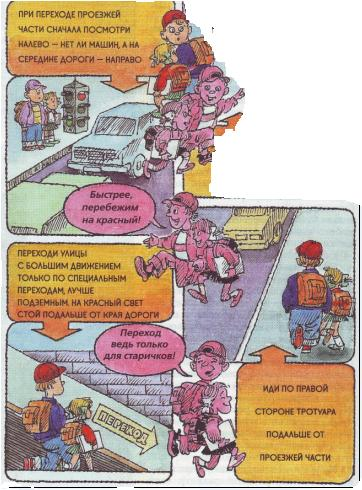 ПРИ ПЕРЕХОДЕ ПРОЕЗЖЕЙ
ЧАСТИ СНАЧАЛА ПОСМОТРИ
НАЛЕВО — НЕТ ЛИ МАШИН, А НА
СЕРЕДИНЕ ДОРОГИ — НАПРАВО
Быстрее,
перебежим
на красный!
ПЕРЕХОДИ УЛИЦЫ
С БОЛЬШИМ ДВИЖЕНИЕМ
ТОЛЬКО ПО СПЕЦИАЛЬНЫМ
ПЕРЕХОДАМ, ЛУЧШЕ
ПОДЗЕМНЫМ. НА КРАСНЫЙ СВЕТ
СТОЙ ПОДАЛЬШЕ ОТ КРАЯ ДОРОГИ
Переход
ведь только
для старичков!
ПЕРЕХОД
ИДИ ПО ПРАВОЙ
СТОРОНЕ ТРОТУАРА
ПОДАЛЬШЕ ОТ
ПРОЕЗЖЕЙ ЧАСТИ